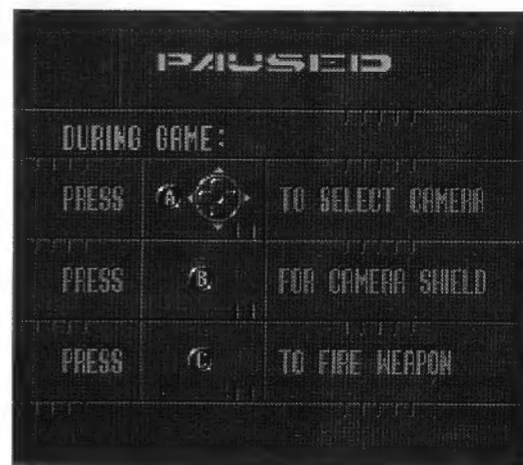 PAUSED
DURING GAME:
PRESS A TO SELECT CAMERA
PRESS B FOR CAMERA SHIELD
PRESS C TO FIRE WEAPON